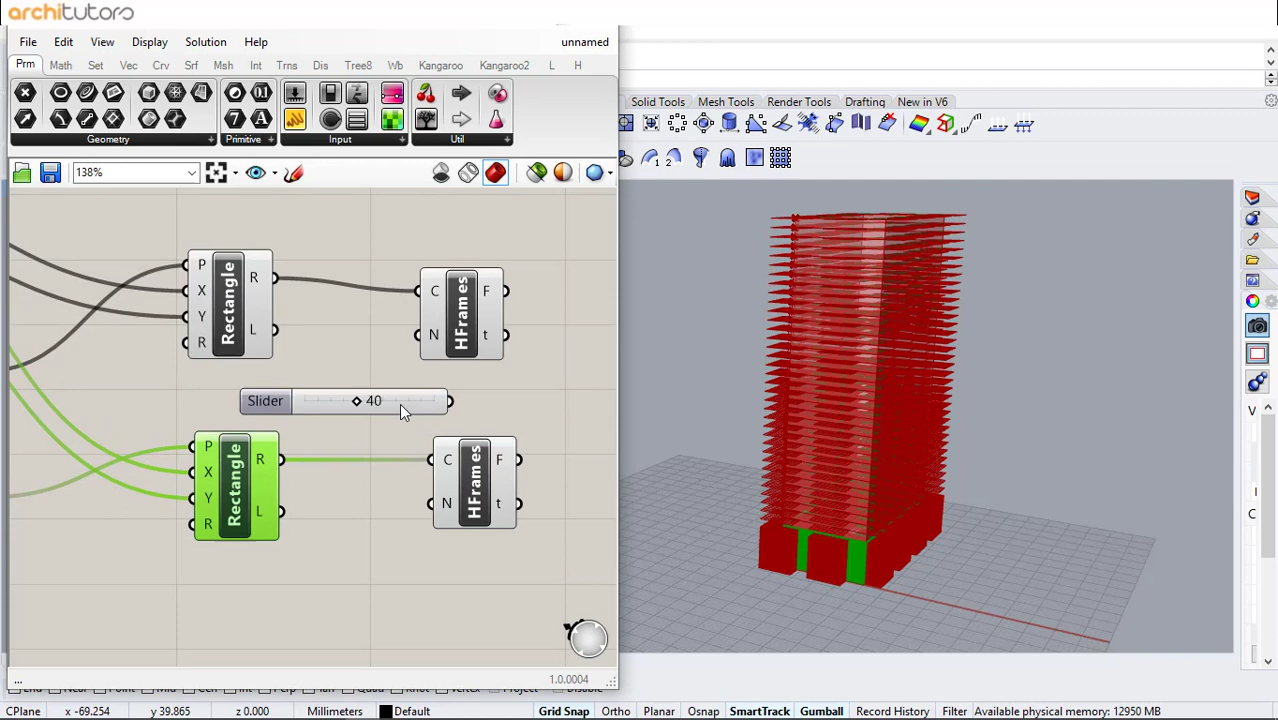 architutors
File Edit View Display Solution Help unnamed
Prm Math Set Vec Crv Srf Msh Int Trns Dis Tree8 Wb Kangaroo Kangaroo2 L H
Solid Tools Mesh Tools Render Tools Drafting New in V6
Geometry Primitive Input Util
138%
P X Y R Rectangle R L
C N HFrames F t
Slider 40
P X Y R Rectangle R L
C N HFrames F t
V
C
...
1.0.0004
CPlane x -69.254 y 39.865 z 0.000 Millimeters Default Grid Snap Ortho Planar Osnap SmartTrack Gumball Record History Filter Available physical memory: 12950 MB